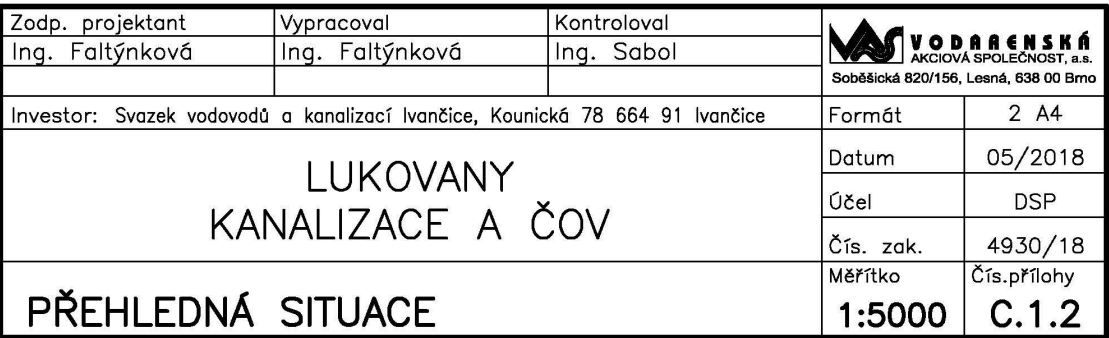 Zodp. projektant Vypracoval Kontroloval
Ing. Faltýnková Ing. Faltýnková Ing. Sabol
VAS VODÁRENSKÁ
AKCIOVÁ SPOLEČNOST, a.s.
Soběšická 820/156, Lesná, 638 00 Brno
Investor: Svazek vodovodů a kanalizací Ivančice, Kounická 78 664 91 Ivančice
Formát 2 A4
Datum 05/2018
Účel DSP
Čís. zak. 4930/18
LUKOVANY
KANALIZACE A ČOV
Měřítko Čís.přílohy
1:5000 C.1.2
PŘEHLEDNÁ SITUACE